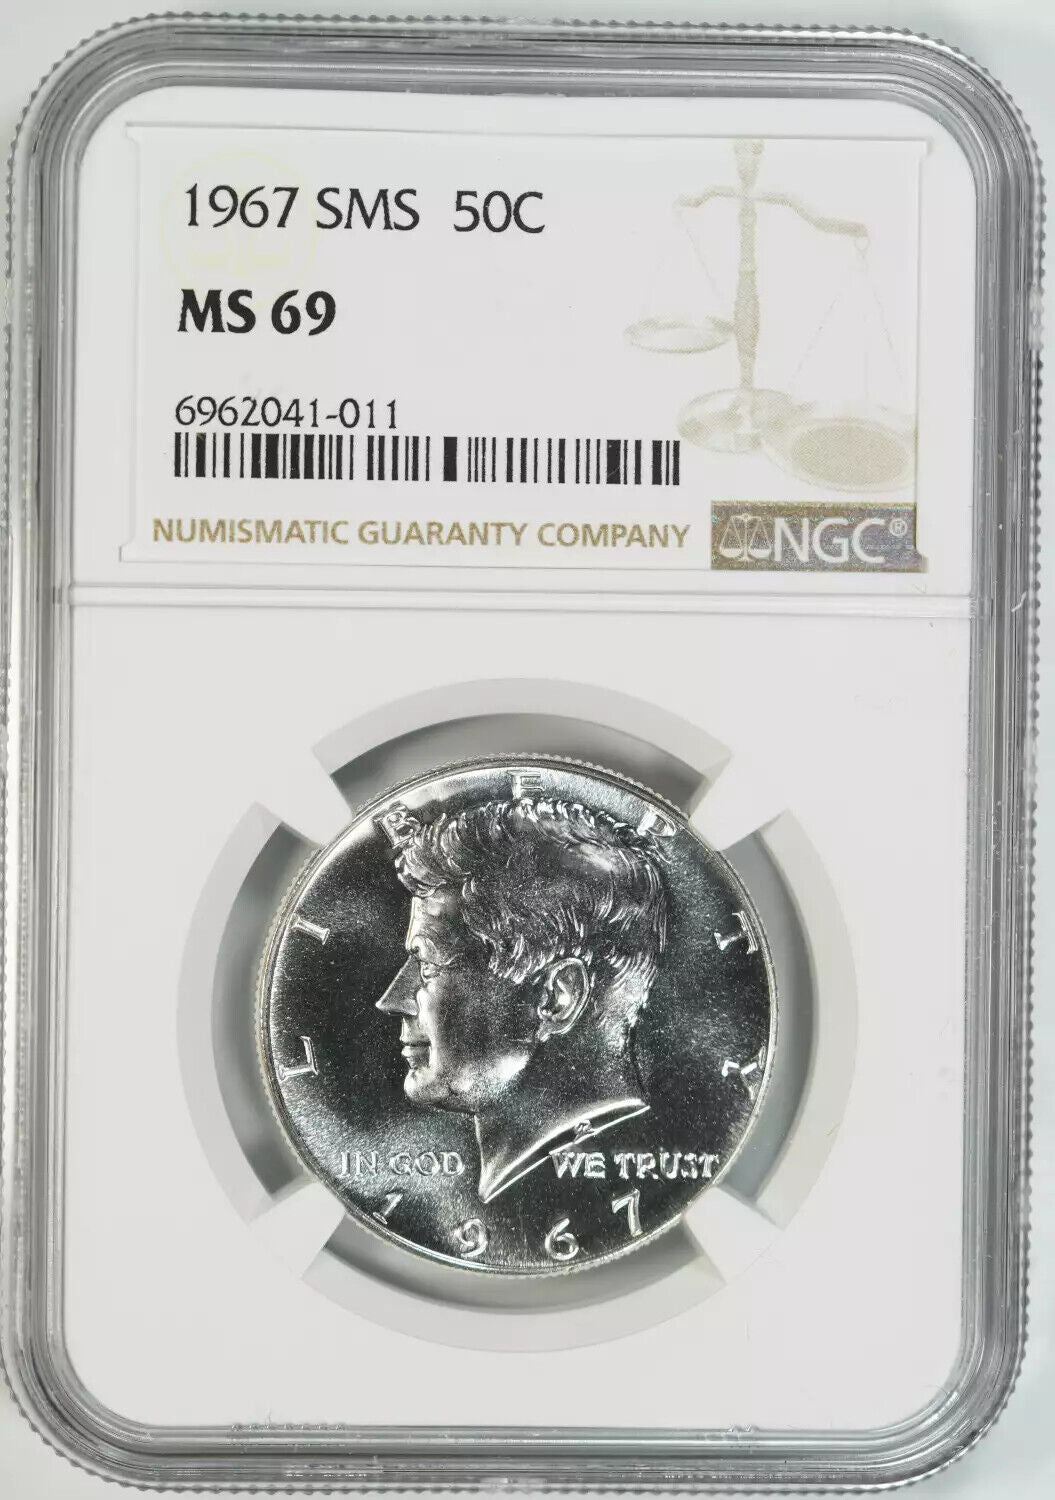 1967 SMS 50C
MS 69
6962041-011
NUMISMATIC GUARANTY COMPANY
NGC®
LIBERTY
IN GOD WE TRUST
1967